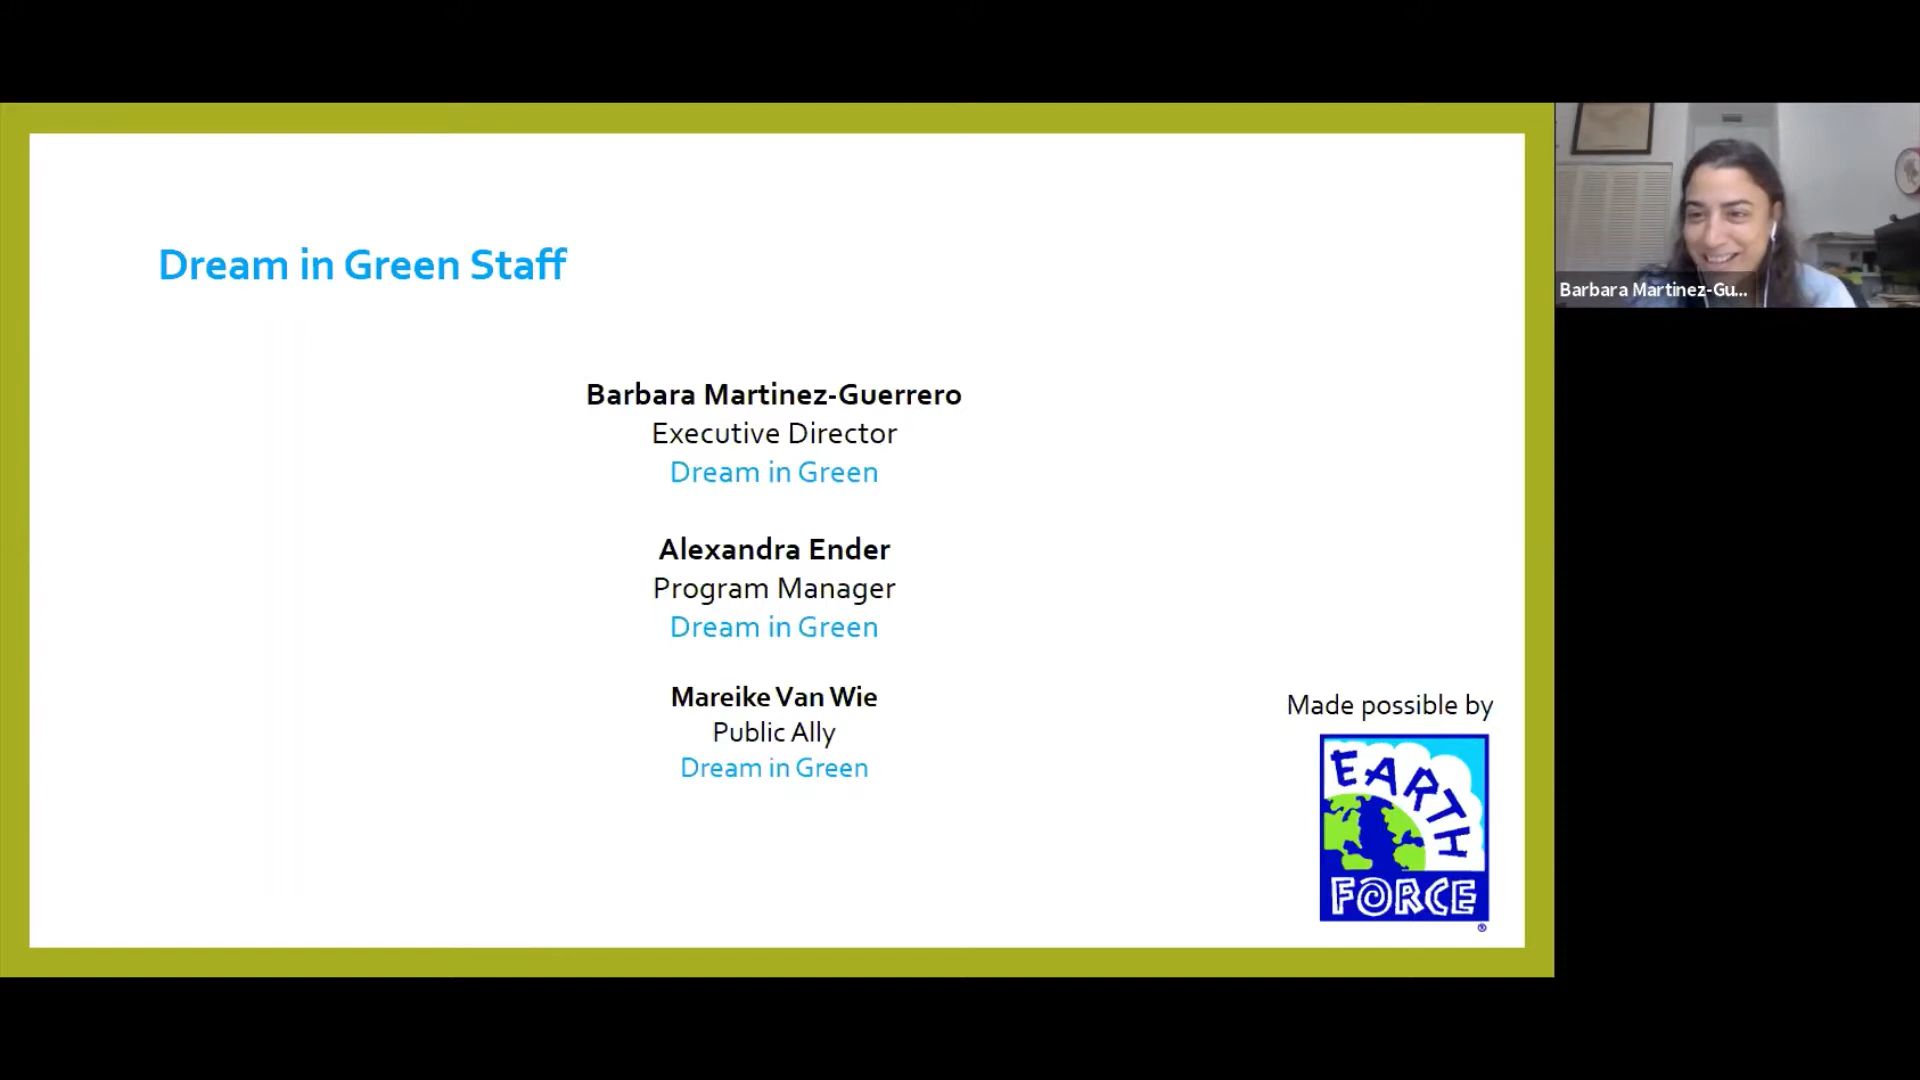 Dream in Green Staff
Barbara Martinez-Guerrero
Executive Director
Dream in Green
Alexandra Ender
Program Manager
Dream in Green
Mareike Van Wie
Public Ally
Dream in Green
Made possible by
EARTH
FORCE
®
Barbara Martinez-Gu...